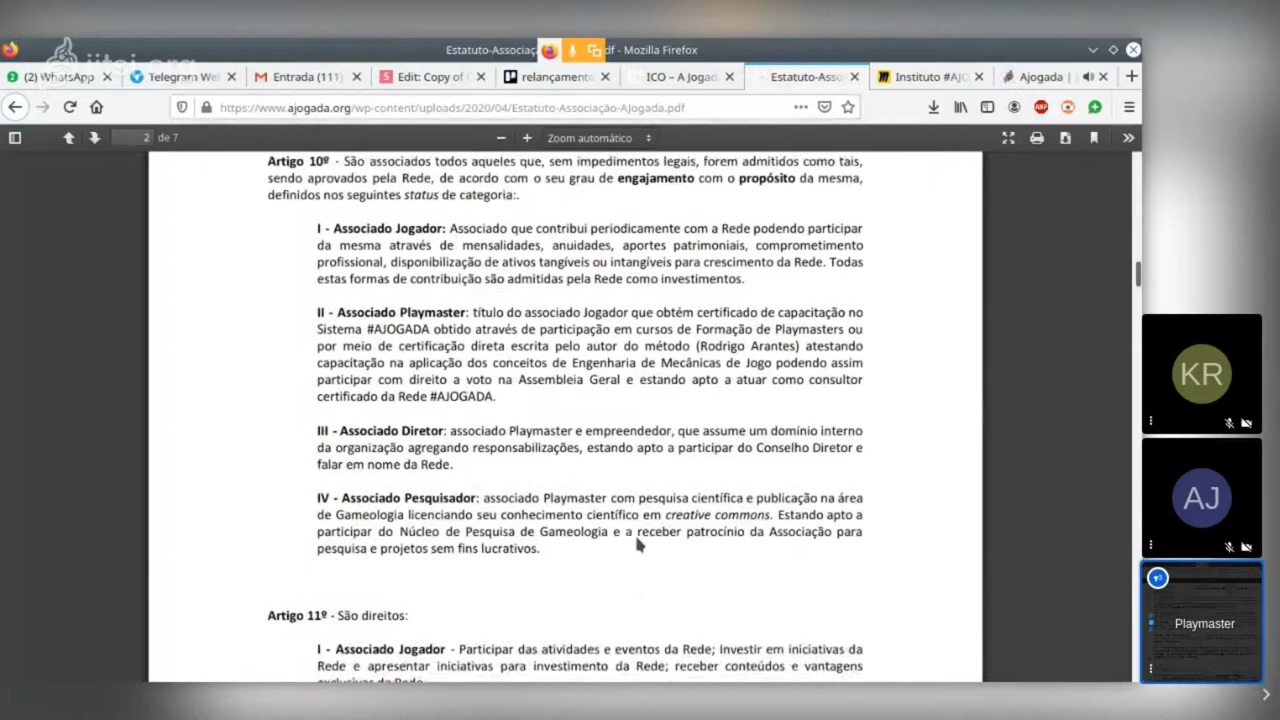 jitsi.org
Estatuto-Associaç df - Mozilla Firefox
(2) WhatsApp Telegram We Entrada (111) Edit: Copy of relançamento ICO – A Jogad Estatuto-Asso Instituto #AJO Ajogada |
https://www.ajogada.org/wp-content/uploads/2020/04/Estatuto-Associação-AJogada.pdf
2 de 7 Zoom automático
Artigo 10º - São associados todos aqueles que, sem impedimentos legais, forem admitidos como tais,
sendo aprovados pela Rede, de acordo com o seu grau de engajamento com o propósito da mesma,
definidos nos seguintes status de categoria:.
I - Associado Jogador: Associado que contribui periodicamente com a Rede podendo participar
da mesma através de mensalidades, anuidades, aportes patrimoniais, comprometimento
profissional, disponibilização de ativos tangíveis ou intangíveis para crescimento da Rede. Todas
estas formas de contribuição são admitidas pela Rede como investimentos.
II - Associado Playmaster: título do associado Jogador que obtém certificado de capacitação no
Sistema #AJOGADA obtido através de participação em cursos de Formação de Playmasters ou
por meio de certificação direta escrita pelo autor do método (Rodrigo Arantes) atestando
capacitação na aplicação dos conceitos de Engenharia de Mecânicas de Jogo podendo assim
participar com direito a voto na Assembleia Geral e estando apto a atuar como consultor
certificado da Rede #AJOGADA.
III - Associado Diretor: associado Playmaster e empreendedor, que assume um domínio interno
da organização agregando responsabilizações, estando apto a participar do Conselho Diretor e
falar em nome da Rede.
IV - Associado Pesquisador: associado Playmaster com pesquisa científica e publicação na área
de Gameologia licenciando seu conhecimento científico em creative commons. Estando apto a
participar do Núcleo de Pesquisa de Gameologia e a receber patrocínio da Associação para
pesquisa e projetos sem fins lucrativos.
Artigo 11º - São direitos:
I - Associado Jogador - Participar das atividades e eventos da Rede; Investir em iniciativas da
Rede e apresentar iniciativas para investimento da Rede; receber conteúdos e vantagens
exclusivas da Rede;
KR
AJ
Playmaster